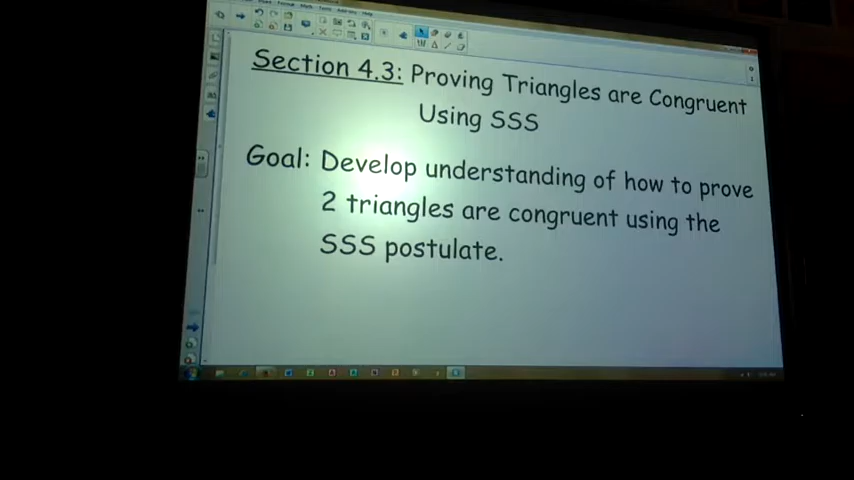 Section 4.3: Proving Triangles are Congruent
Using SSS
Goal: Develop understanding of how to prove
2 triangles are congruent using the
SSS postulate.